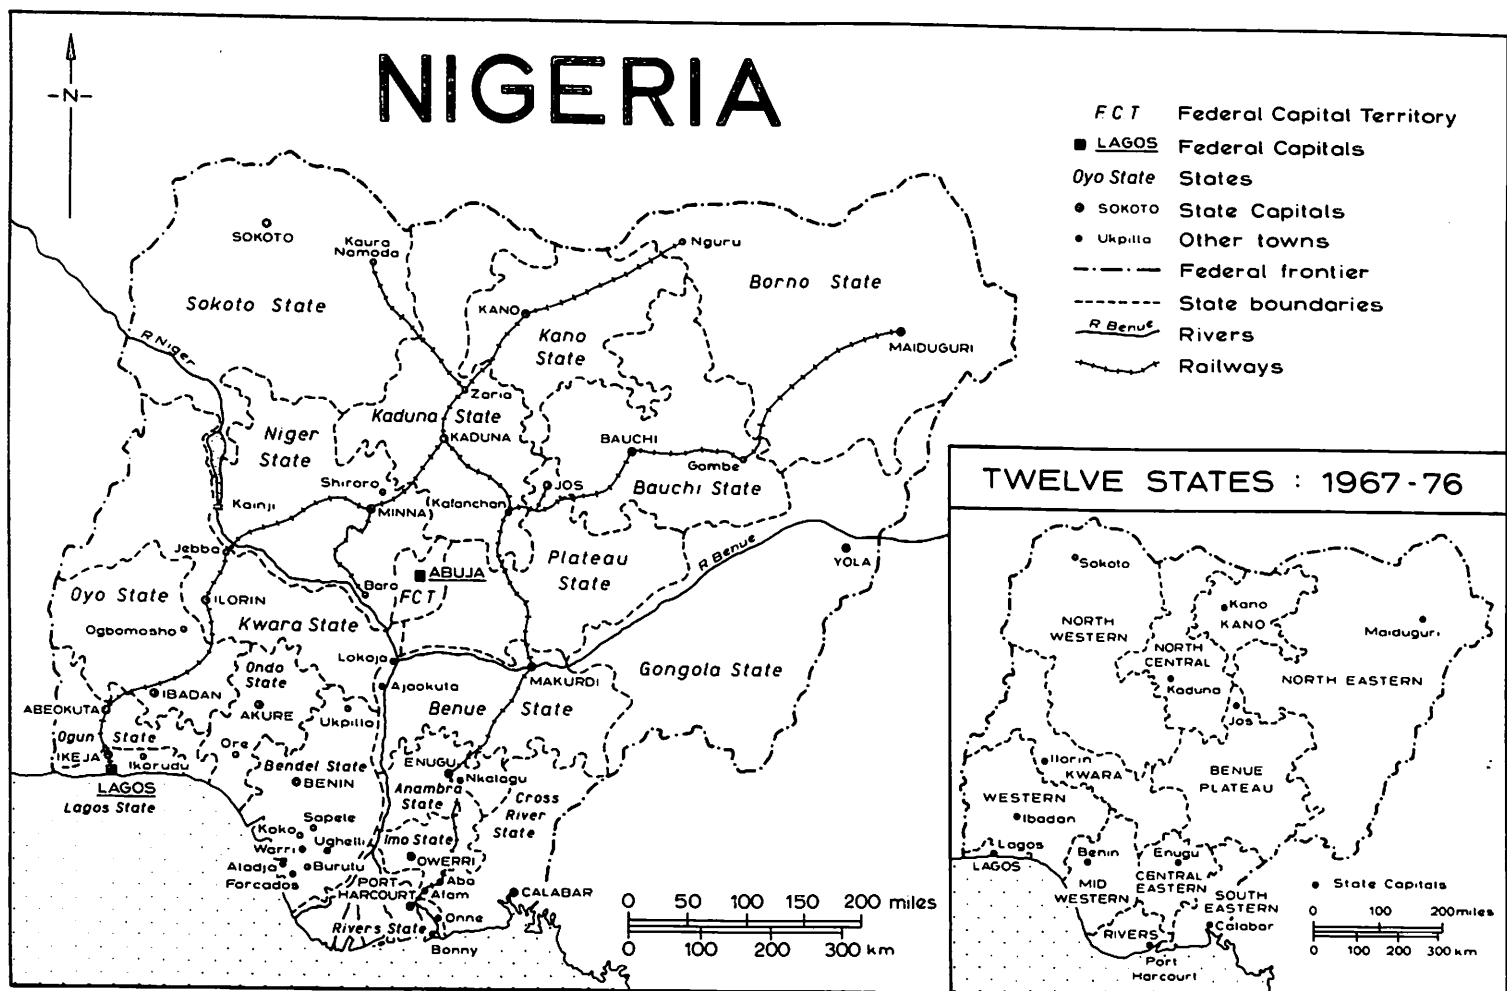 NIGERIA
-N-
FCT Federal Capital Territory
LAGOS Federal Capitals
Oyo State States
SOKOTO State Capitals
Ukpilla Other towns
Federal frontier
State boundaries
R Benue Rivers
Railways
SOKOTO
Kaura
Namoda
Nguru
Sokoto State
Borno State
KANO
Kano
State
R Niger
MAIDUGURI
Zaria
Kaduna State
KADUNA
Niger
State
BAUCHI
Gombe
Shiroro
JOS
Bauchi State
Kainji
MINNA
Kafanchan
Jebba
Plateau
State
R Benue
YOLA
ABUJA
Baro
FCT
Oyo State
ILORIN
Ogbomosho
Kwara State
Lokoja
MAKURDI
Gongola State
Ondo
State
Ajaokuta
IBADAN
AKURE
Ukpilla
Benue State
ABEOKUTA
Ogun State
IKEJA
Ikorudu
Ore
Bendel State
BENIN
ENUGU
Nkalagu
LAGOS
Lagos State
Anambra
State
Cross
River
State
Sapele
Koko
Ughelli
Warri
Imo State
Aladja
Burutu
Forcados
OWERRI
PORT
HARCOURT
Aba
Alam
CALABAR
Rivers State
Onne
Bonny
0 50 100 150 200 miles
0 100 200 300 km
TWELVE STATES : 1967-76
Sokoto
Kano
KANO
Maiduguri
NORTH
WESTERN
NORTH
CENTRAL
Kaduna
NORTH EASTERN
Jos
Ilorin
KWARA
BENUE
PLATEAU
WESTERN
Ibadan
Lagos
LAGOS
Benin
Enugu
MID
WESTERN
CENTRAL
EASTERN
SOUTH
EASTERN
Calabar
RIVERS
Port
Harcourt
State Capitals
0 100 200miles
0 100 200 300 km